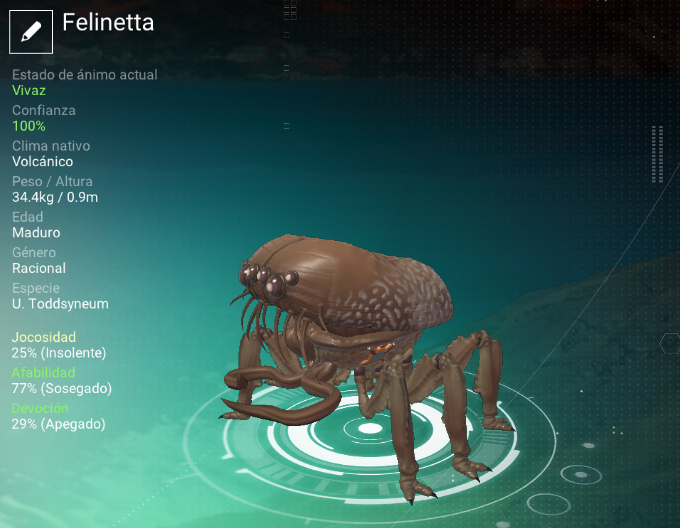 Felinetta
Estado de ánimo actual
Vivaz
Confianza
100%
Clima nativo
Volcánico
Peso / Altura
34.4kg / 0.9m
Edad
Maduro
Género
Racional
Especie
U. Toddsyneum
Jocosidad
25% (Insolente)
Afabilidad
77% (Sosegado)
Devoción
29% (Apegado)